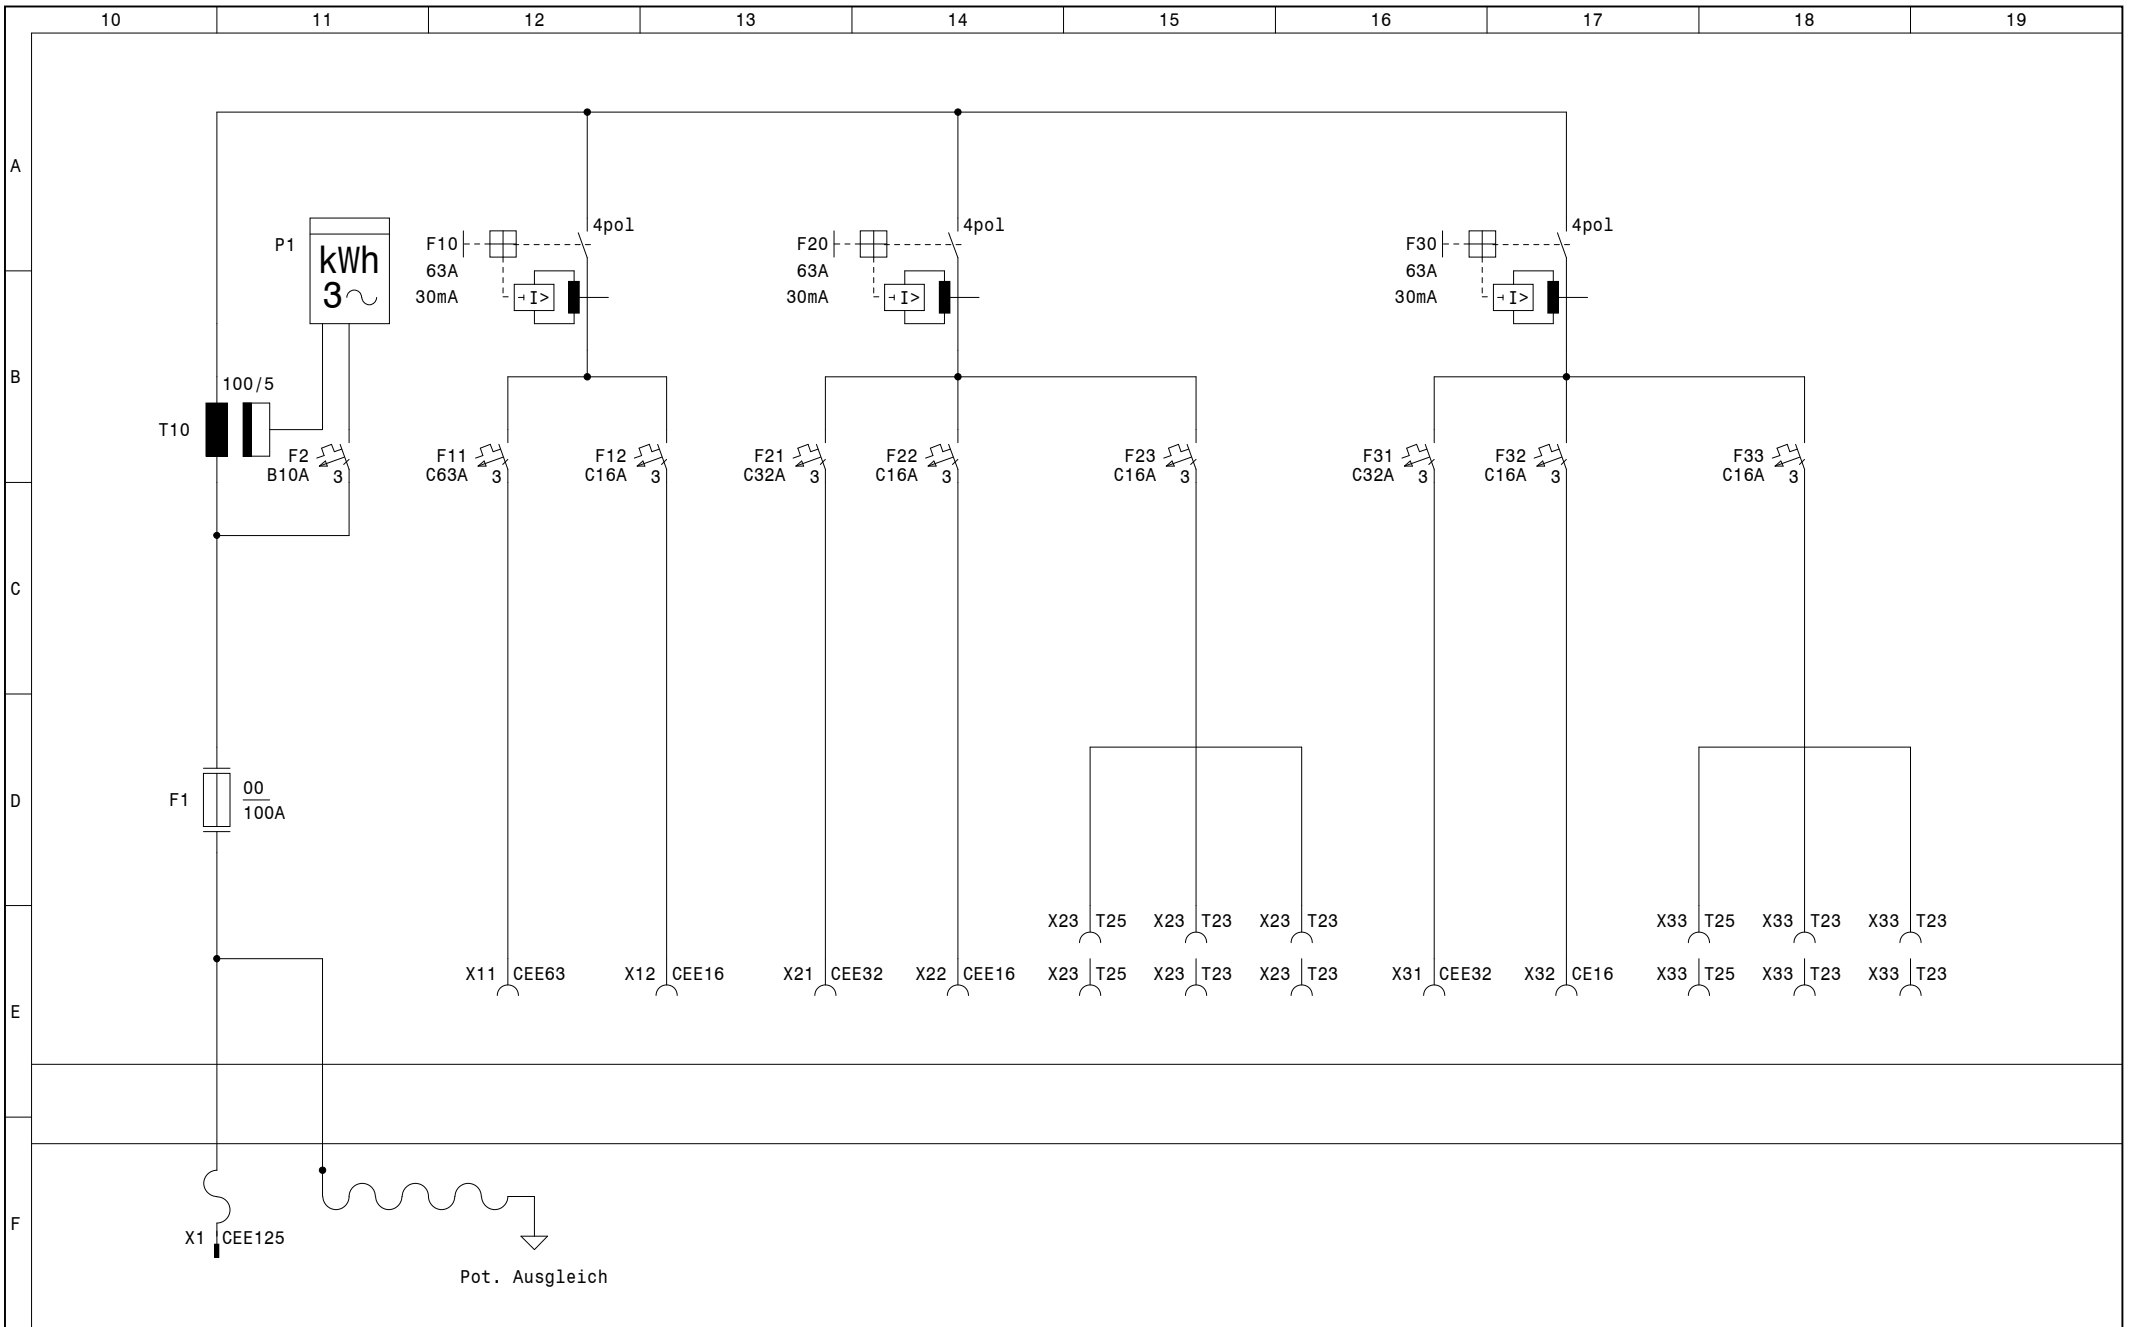 10 11 12 13 14 15 16 17 18 19
A
4pol 4pol 4pol
P1 kWh F10 F20 F30
63A 63A 63A
3 30mA I> 30mA I> 30mA I>
B
100/5
T10
F2 F11 F12 F21 F22 F23 F31 F32 F33
B10A 3 C63A 3 C16A 3 C32A 3 C16A 3 C16A 3 C32A 3 C16A 3 C16A 3
C
D
F1 00
100A
X23 T25 X23 T23 X23 T23 X33 T25 X33 T23 X33 T23
X11 CEE63 X12 CEE16 X21 CEE32 X22 CEE16 X23 T25 X23 T23 X23 T23 X31 CEE32 X32 CE16 X33 T25 X33 T23 X33 T23
E
F
X1 CEE125
Pot. Ausgleich